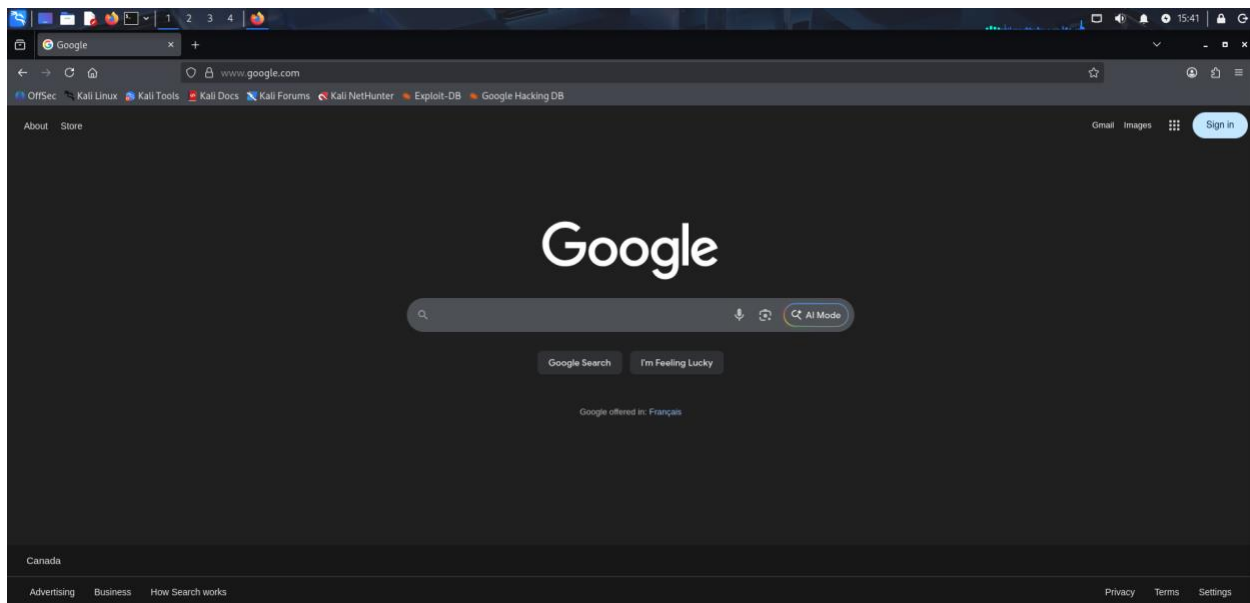 1 2 3 4 15:41
Google
www.google.com
OffSec Kali Linux Kali Tools Kali Docs Kali Forums Kali NetHunter Exploit-DB Google Hacking DB
About Store Gmail Images Sign in
Google
AI Mode
Google Search I'm Feeling Lucky
Google offered in: Français
Canada
Advertising Business How Search works Privacy Terms Settings